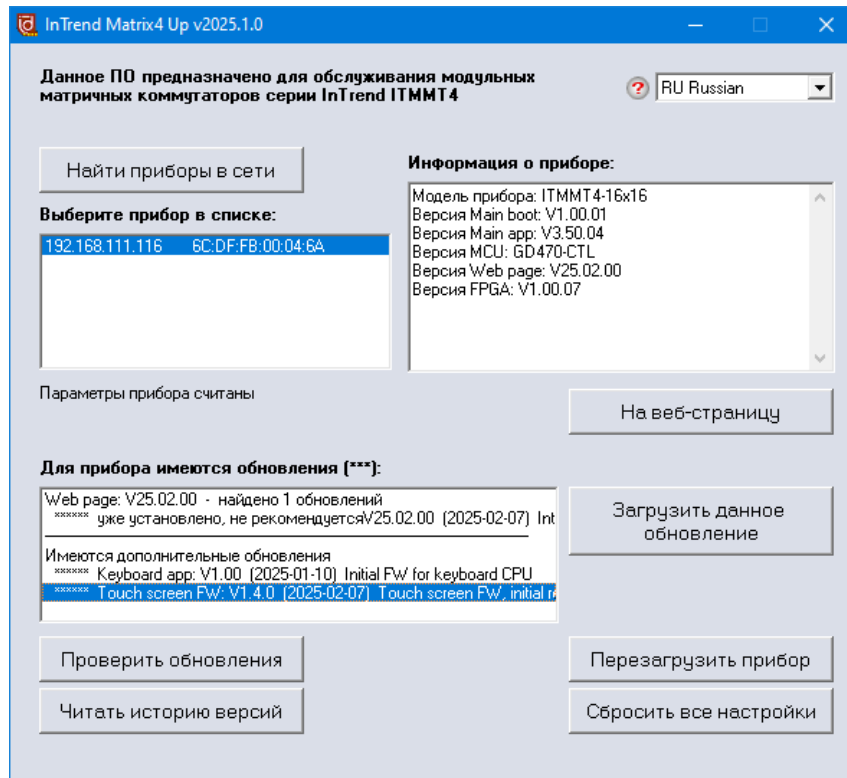 InTrend Matrix4 Up v2025.1.0
Данное ПО предназначено для обслуживания модульных
матричных коммутаторов серии InTrend ITMMT4
RU Russian
Найти приборы в сети
Выберите прибор в списке:
192.168.111.116 6C:DF:FB:00:04:6A
Информация о приборе:
Модель прибора: ITMMT4-16x16
Версия Main boot: V1.00.01
Версия Main app: V3.50.04
Версия MCU: GD470-CTL
Версия Web page: V25.02.00
Версия FPGA: V1.00.07
Параметры прибора считаны
На веб-страницу
Для прибора имеются обновления (***):
Web page: V25.02.00 - найдено 1 обновлений
****** уже установлено, не рекомендуетсяV25.02.00 (2025-02-07) Int
Имеются дополнительные обновления
****** Keyboard app: V1.00 (2025-01-10) Initial FW for keyboard CPU
****** Touch screen FW: V1.4.0 (2025-02-07) Touch screen FW, initial r
Загрузить данное
обновление
Проверить обновления
Перезагрузить прибор
Читать историю версий
Сбросить все настройки